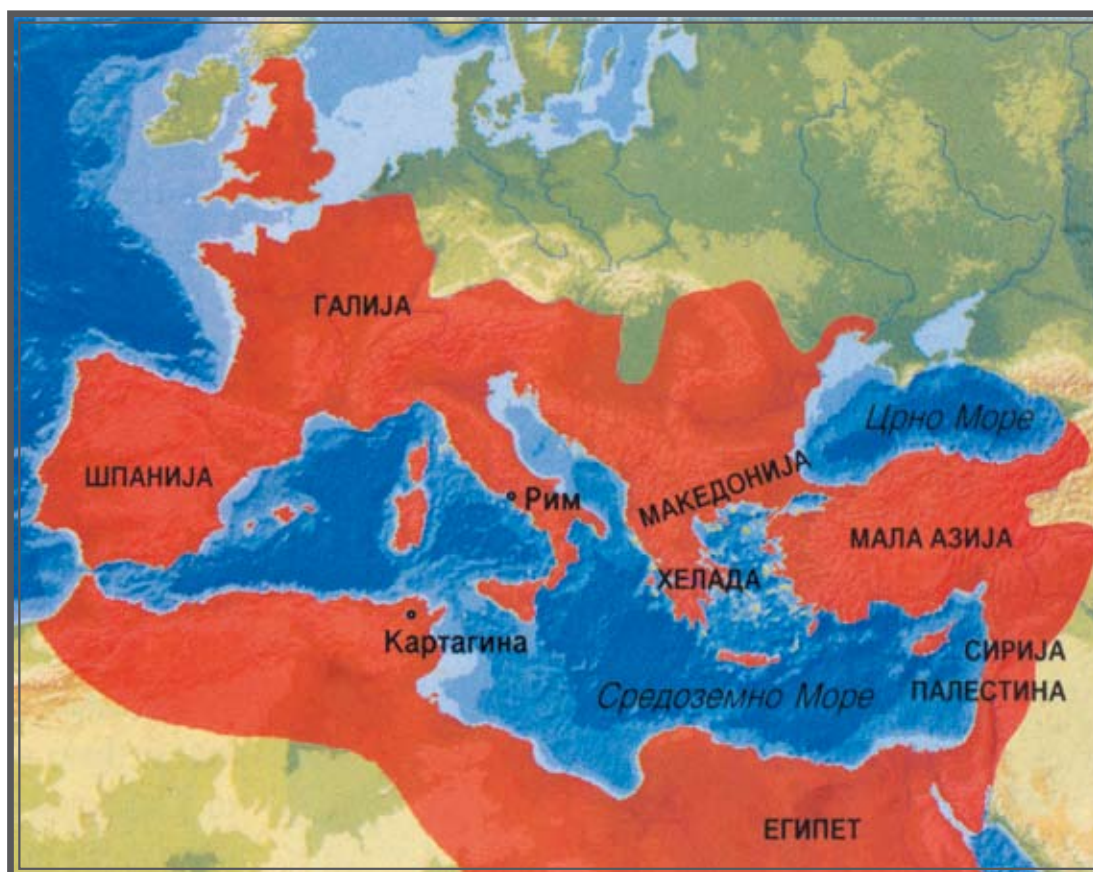 ГАЛИЈА
Црно Море
ШПАНИЈА
Рим
МАКЕДОНИЈА
МАЛА АЗИЈА
ХЕЛАДА
Картагина
СИРИЈА
Средоземно Море
ПАЛЕСТИНА
ЕГИПЕТ